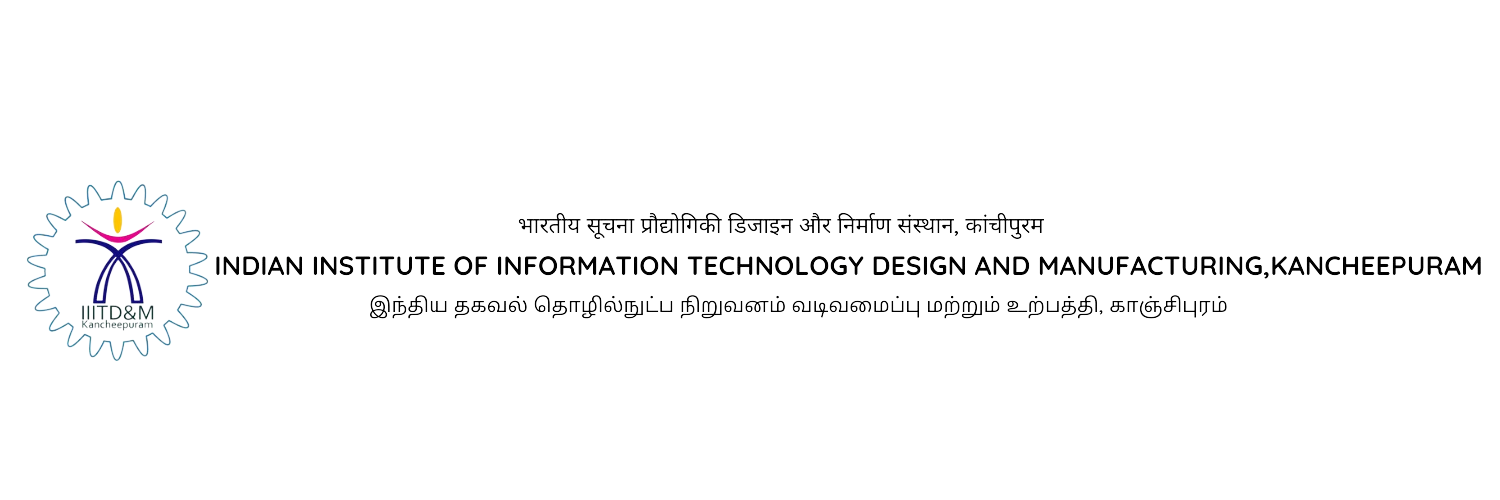 IIITD&M
Kancheepuram
भारतीय सूचना प्रौद्योगिकी डिजाइन और निर्माण संस्थान, कांचीपुरम
INDIAN INSTITUTE OF INFORMATION TECHNOLOGY DESIGN AND MANUFACTURING,KANCHEEPURAM
இந்திய தகவல் தொழில்நுட்ப நிறுவனம் வடிவமைப்பு மற்றும் உற்பத்தி, காஞ்சிபுரம்